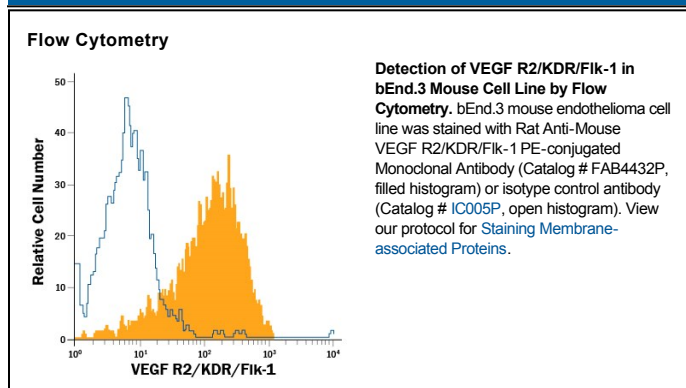 Flow Cytometry
50
40
30
20
10
0
Relative Cell Number
10⁰ 10¹ 10² 10³ 10⁴
VEGF R2/KDR/Flk-1
Detection of VEGF R2/KDR/Flk-1 in
bEnd.3 Mouse Cell Line by Flow
Cytometry. bEnd.3 mouse endothelioma cell
line was stained with Rat Anti-Mouse
VEGF R2/KDR/Flk-1 PE-conjugated
Monoclonal Antibody (Catalog # FAB4432P,
filled histogram) or isotype control antibody
(Catalog # IC005P, open histogram). View
our protocol for Staining Membrane-
associated Proteins.